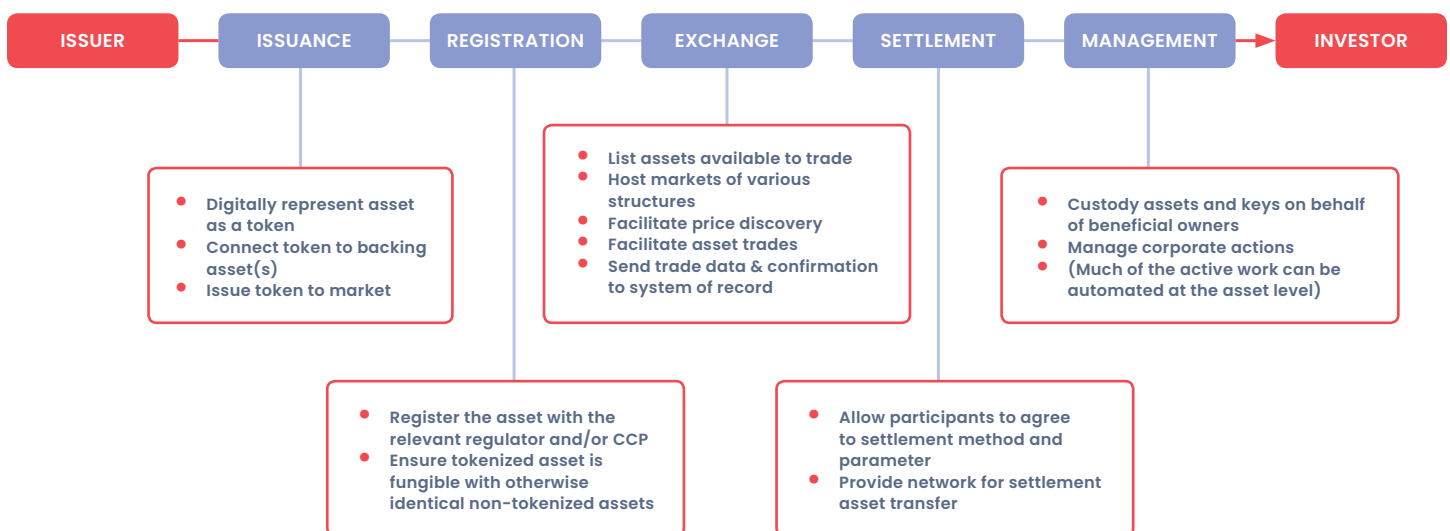 ISSUER
ISSUANCE
REGISTRATION
EXCHANGE
SETTLEMENT
MANAGEMENT
INVESTOR
Digitally represent asset
as a token
Connect token to backing
asset(s)
Issue token to market
Register the asset with the
relevant regulator and/or CCP
Ensure tokenized asset is
fungible with otherwise
identical non-tokenized assets
List assets available to trade
Host markets of various
structures
Facilitate price discovery
Facilitate asset trades
Send trade data & confirmation
to system of record
Allow participants to agree
to settlement method and
parameter
Provide network for settlement
asset transfer
Custody assets and keys on behalf
of beneficial owners
Manage corporate actions
(Much of the active work can be
automated at the asset level)